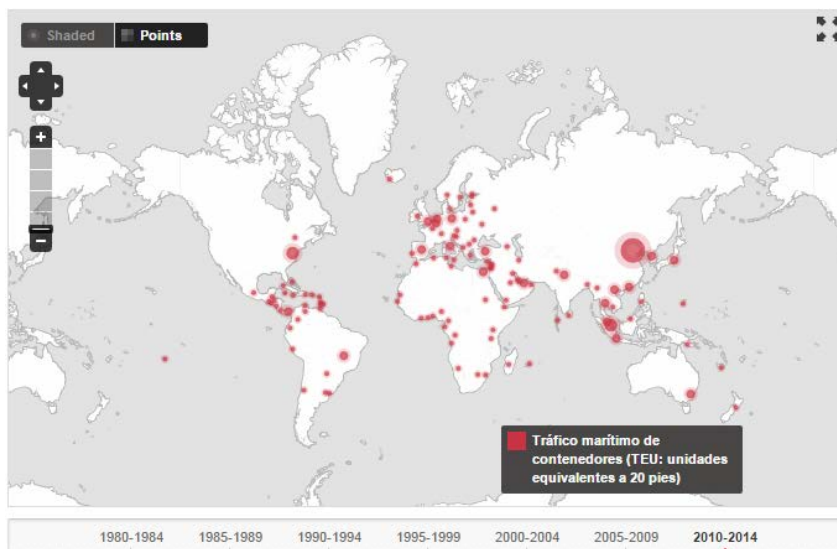 Shaded Points
+
−
Tráfico marítimo de
contenedores (TEU: unidades
equivalentes a 20 pies)
1980-1984 1985-1989 1990-1994 1995-1999 2000-2004 2005-2009 2010-2014